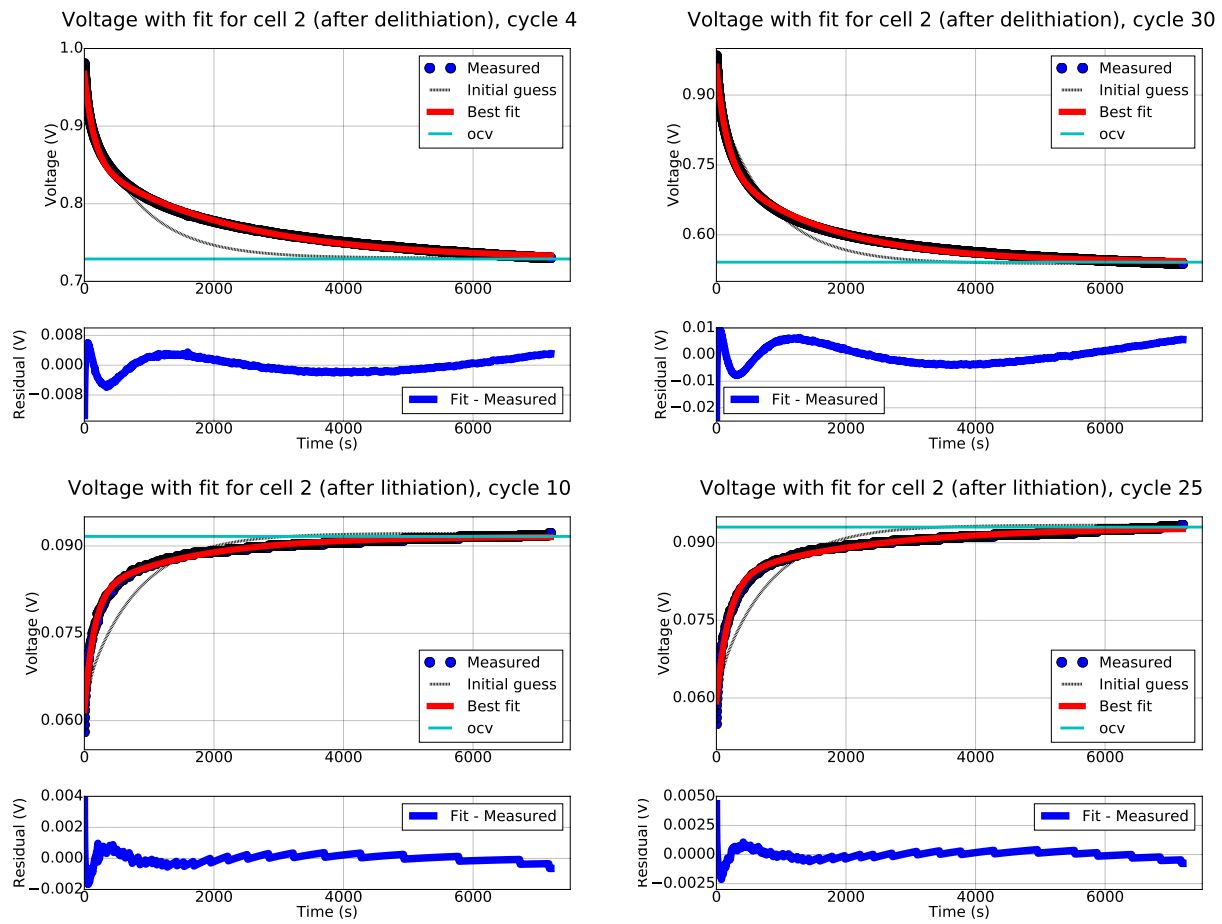 Voltage with fit for cell 2 (after delithiation), cycle 4
1.0
0.9
0.8
0.7
Voltage (V)
Measured
Initial guess
Best fit
ocv
0 2000 4000 6000
0.008
0.000
−0.008
Residual (V)
Fit - Measured
0 2000 4000 6000
Time (s)
Voltage with fit for cell 2 (after delithiation), cycle 30
0.90
0.75
0.60
Voltage (V)
Measured
Initial guess
Best fit
ocv
0 2000 4000 6000
0.01
0.00
−0.01
−0.02
Residual (V)
Fit - Measured
0 2000 4000 6000
Time (s)
Voltage with fit for cell 2 (after lithiation), cycle 10
0.090
0.075
0.060
Voltage (V)
Measured
Initial guess
Best fit
ocv
0 2000 4000 6000
0.004
0.002
0.000
−0.002
Residual (V)
Fit - Measured
0 2000 4000 6000
Time (s)
Voltage with fit for cell 2 (after lithiation), cycle 25
0.090
0.075
0.060
Voltage (V)
Measured
Initial guess
Best fit
ocv
0 2000 4000 6000
0.0050
0.0025
0.0000
−0.0025
Residual (V)
Fit - Measured
0 2000 4000 6000
Time (s)